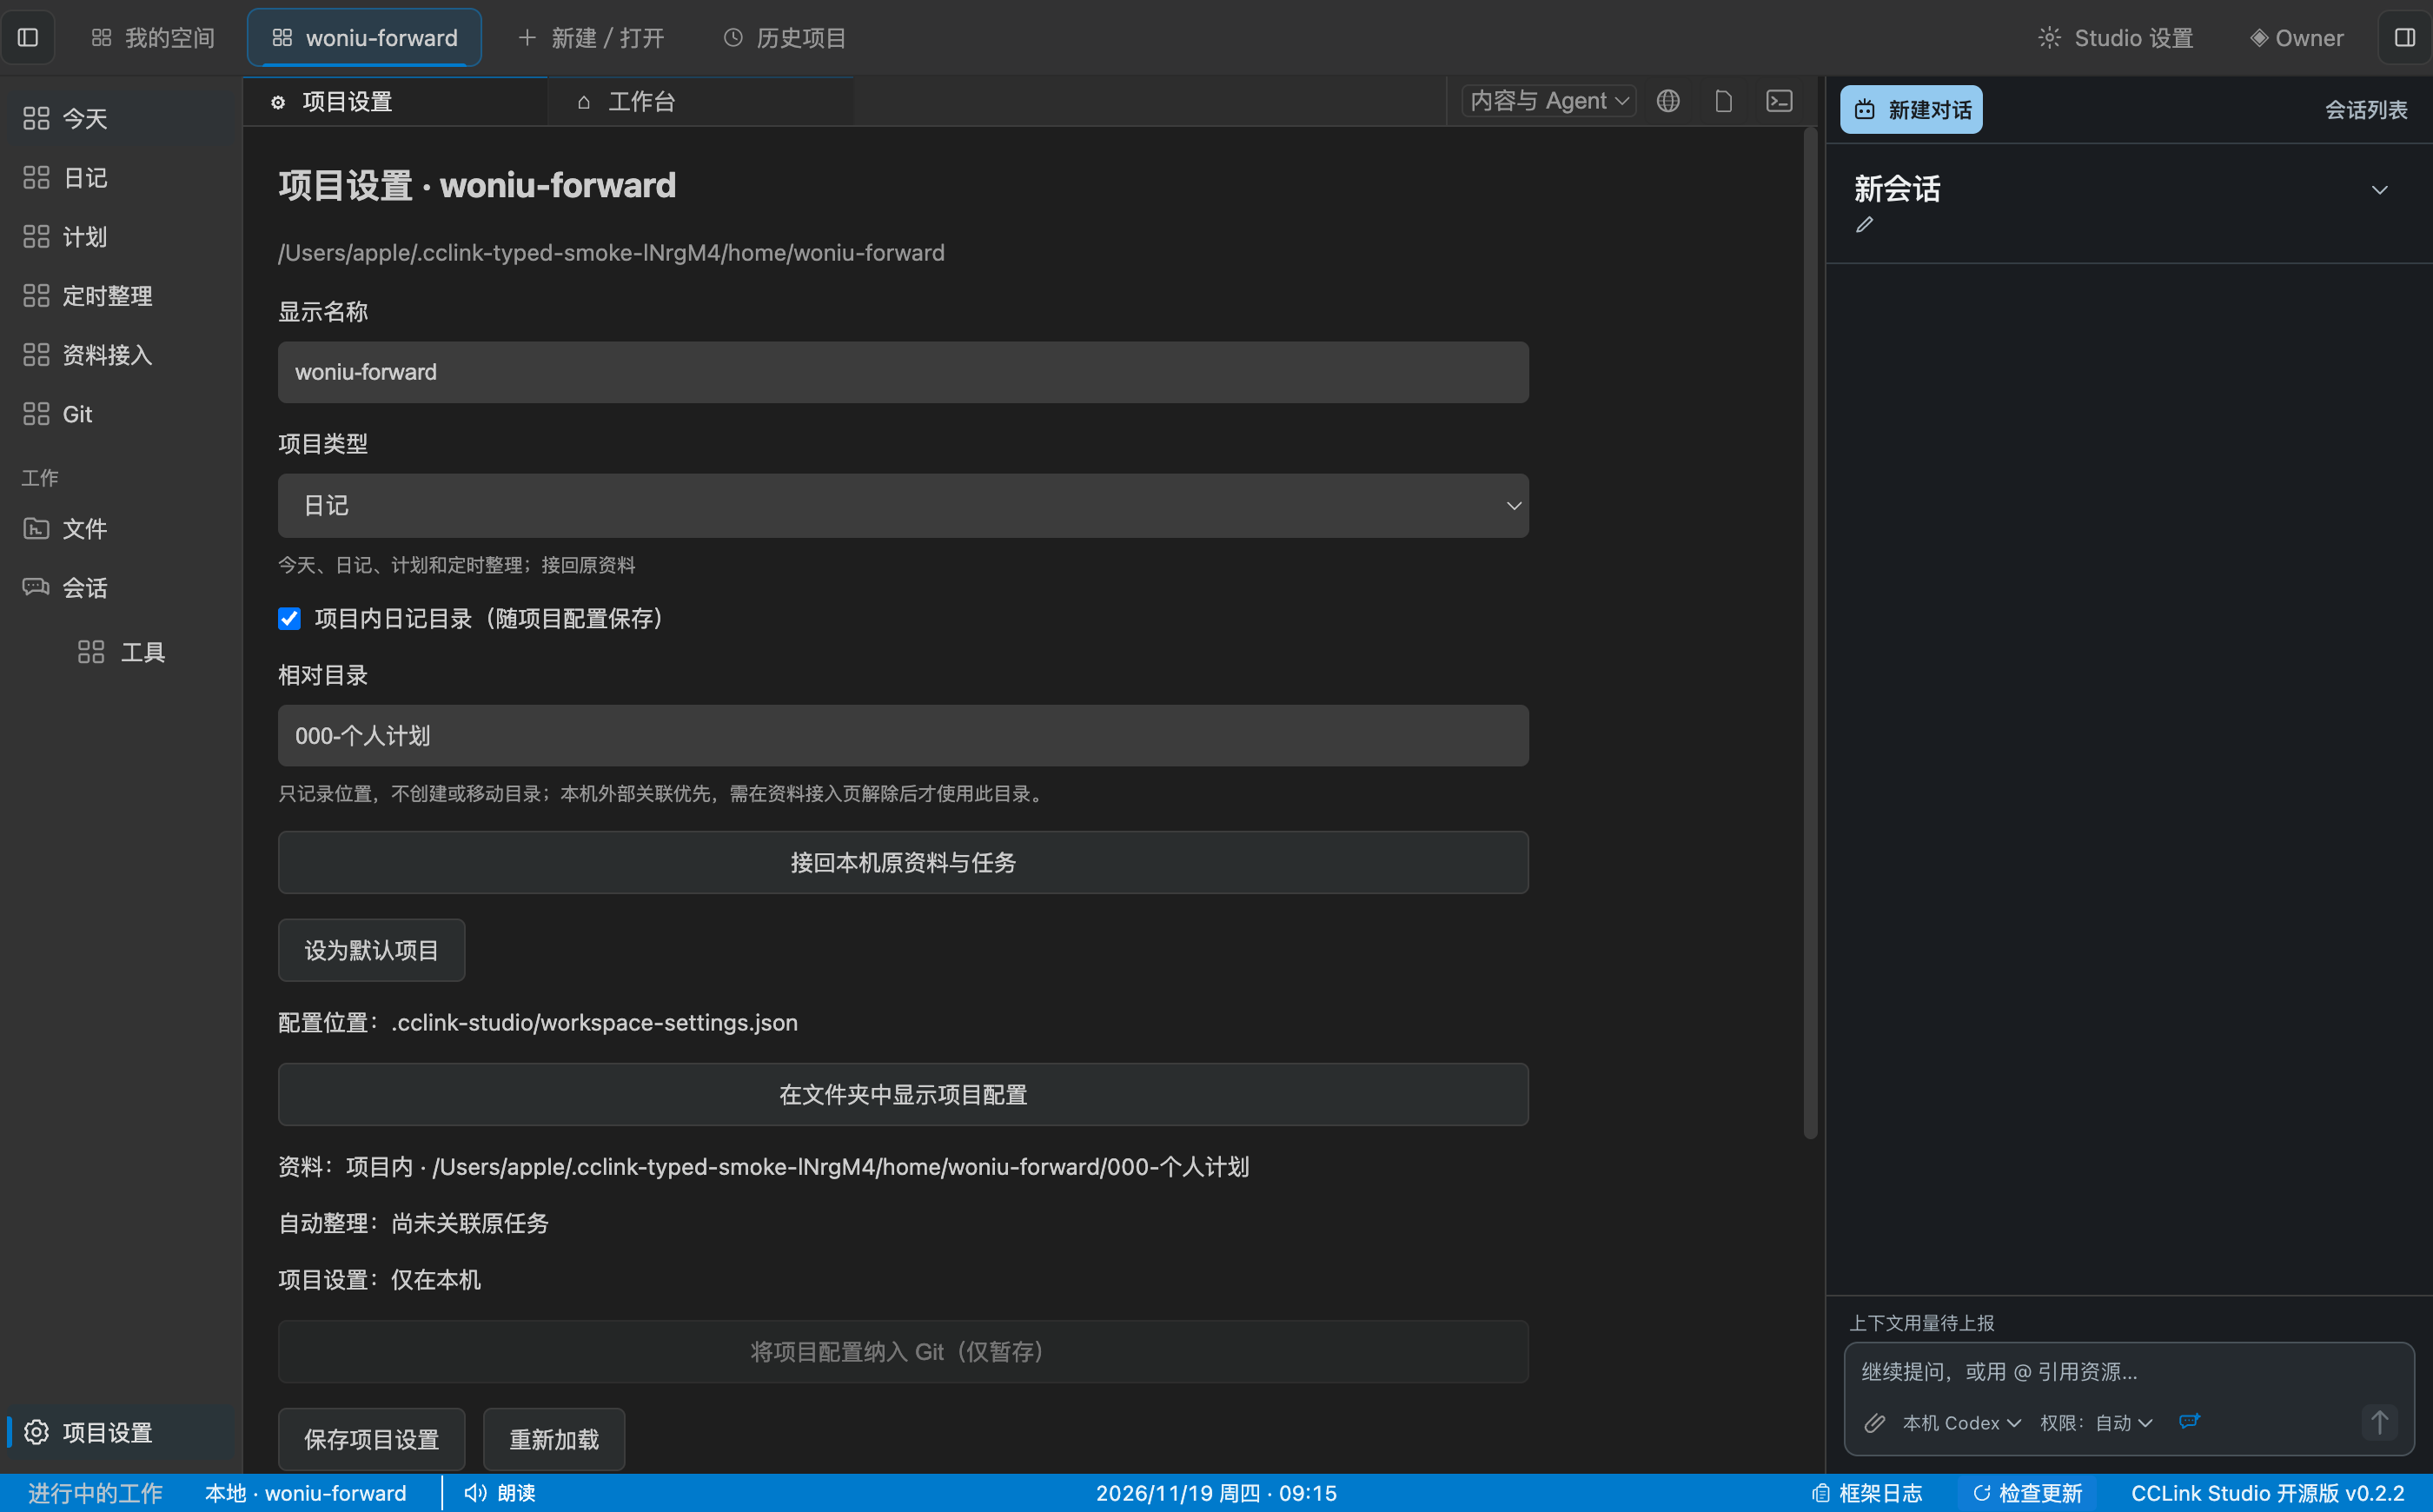 我的空间
woniu-forward
新建 / 打开
历史项目
Studio 设置
Owner
今天
日记
计划
定时整理
资料接入
Git
工作
文件
会话
工具
项目设置
项目设置
工作台
内容与 Agent
项目设置 · woniu-forward
/Users/apple/.cclink-typed-smoke-lNrgM4/home/woniu-forward
显示名称
woniu-forward
项目类型
日记
今天、日记、计划和定时整理；接回原资料
项目内日记目录（随项目配置保存）
相对目录
000-个人计划
只记录位置，不创建或移动目录；本机外部关联优先，需在资料接入页解除后才使用此目录。
接回本机原资料与任务
设为默认项目
配置位置：.cclink-studio/workspace-settings.json
在文件夹中显示项目配置
资料：项目内 · /Users/apple/.cclink-typed-smoke-lNrgM4/home/woniu-forward/000-个人计划
自动整理：尚未关联原任务
项目设置：仅在本机
将项目配置纳入 Git（仅暂存）
保存项目设置
重新加载
新建对话
会话列表
新会话
上下文用量待上报
继续提问，或用 @ 引用资源...
本机 Codex
权限：自动
进行中的工作
本地 · woniu-forward
朗读
2026/11/19 周四 · 09:15
框架日志
检查更新
CCLink Studio 开源版 v0.2.2